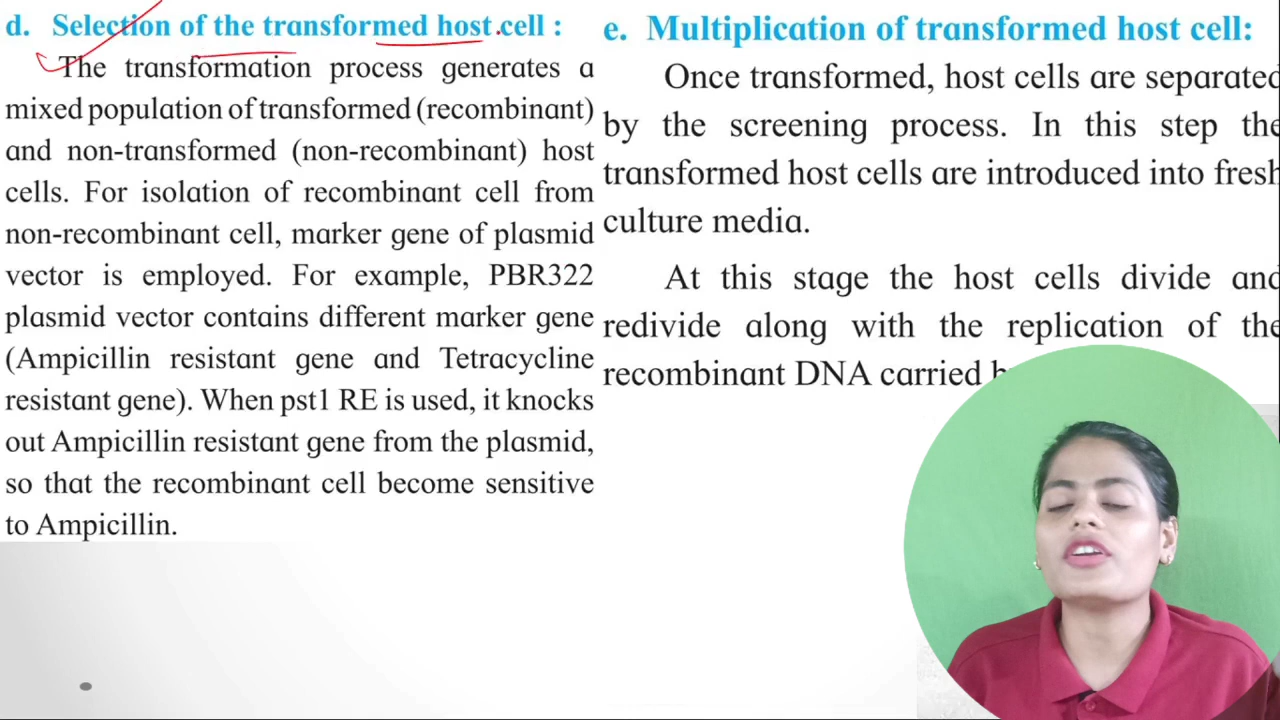 d. Selection of the transformed host cell :
The transformation process generates a
mixed population of transformed (recombinant)
and non-transformed (non-recombinant) host
cells. For isolation of recombinant cell from
non-recombinant cell, marker gene of plasmid
vector is employed. For example, PBR322
plasmid vector contains different marker gene
(Ampicillin resistant gene and Tetracycline
resistant gene). When pst1 RE is used, it knocks
out Ampicillin resistant gene from the plasmid,
so that the recombinant cell become sensitive
to Ampicillin.
e. Multiplication of transformed host cell:
Once transformed, host cells are separated
by the screening process. In this step the
transformed host cells are introduced into fresh
culture media.
At this stage the host cells divide and
redivide along with the replication of the
recombinant DNA carried